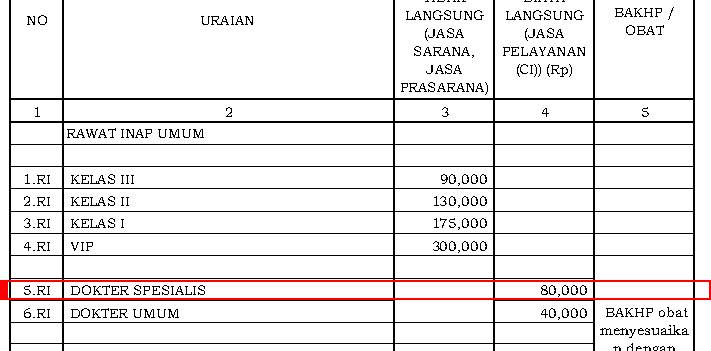 NO
URAIAN
LANGSUNG
(JASA
SARANA,
JASA
PRASARANA)
LANGSUNG
(JASA
PELAYANAN
(CI)) (Rp)
BAKHP /
OBAT
1 2 3 4 5
RAWAT INAP UMUM
1.RI KELAS III 90,000
2.RI KELAS II 130,000
3.RI KELAS I 175,000
4.RI VIP 300,000
5.RI DOKTER SPESIALIS 80,000
6.RI DOKTER UMUM 40,000
BAKHP obat
menyesuaika
n dengan